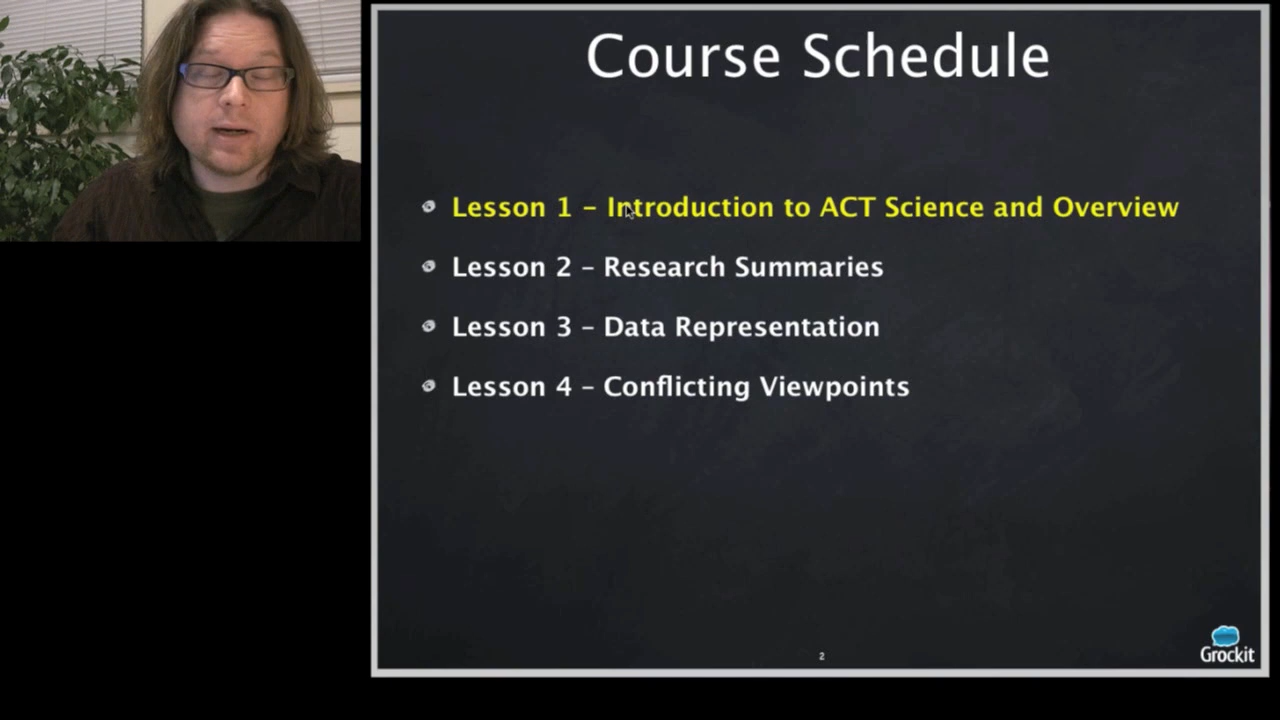 Course Schedule
Lesson 1 – Introduction to ACT Science and Overview
Lesson 2 – Research Summaries
Lesson 3 – Data Representation
Lesson 4 – Conflicting Viewpoints
2
Grockit